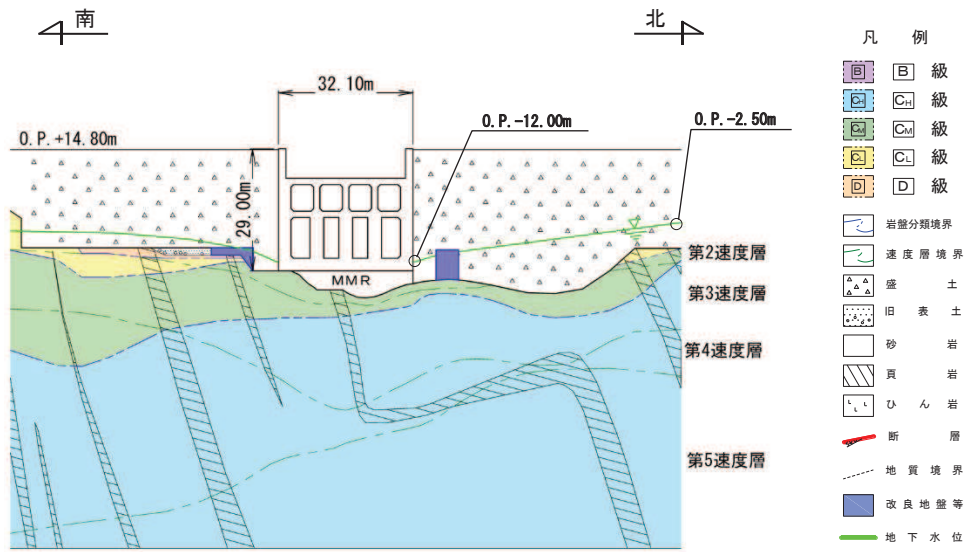 南
北
32.10m
O.P.-12.00m
O.P.-2.50m
O.P.+14.80m
29.00m
MMR
第2速度層
第3速度層
第4速度層
第5速度層
凡 例
B B 級
CH CH 級
CM CM 級
CL CL 級
D D 級
岩盤分類境界
速度層境界
盛土
旧表土
砂岩
頁岩
ひん岩
断層
地質境界
改良地盤等
地下水位